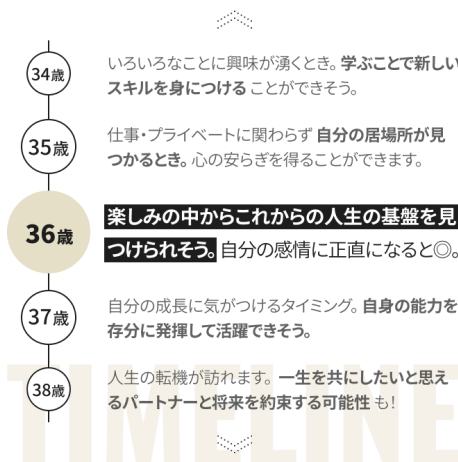 34歳
いろいろなことに興味が湧くとき。学ぶことで新しい
スキルを身につけることができそう。
35歳
仕事・プライベートに関わらず自分の居場所が見
つかるとき。心の安らぎを得ることができます。
36歳
楽しみの中からこれからの人生の基盤を見
つけられそう。自分の感情に正直になると◎。
37歳
自分の成長に気がつけるタイミング。自身の能力を
存分に発揮して活躍できそう。
38歳
人生の転機が訪れます。一生を共にしたいと思え
るパートナーと将来を約束する可能性も!
TIMELINE